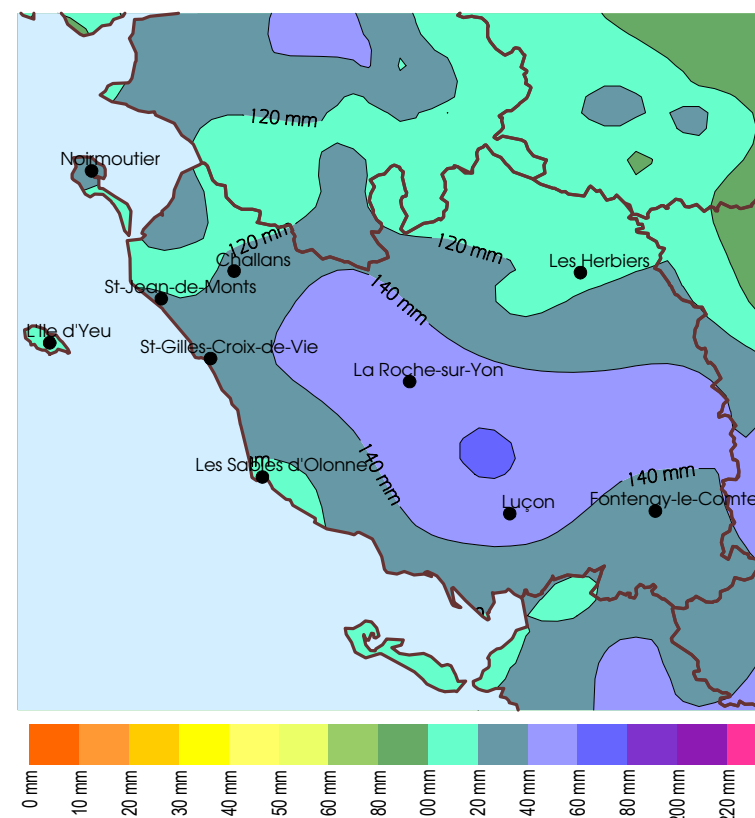 120 mm
Noirmoutier
120 mm
120 mm
Challans
Les Herbiers
St-Jean-de-Monts
140 mm
L'Ile d'Yeu
St-Gilles-Croix-de-Vie
La Roche-sur-Yon
Les Sables d'Olonne
140 mm
140 mm
Luçon
Fontenay-le-Comte
0 mm
10 mm
20 mm
30 mm
40 mm
50 mm
60 mm
80 mm
00 mm
20 mm
40 mm
60 mm
80 mm
200 mm
220 mm